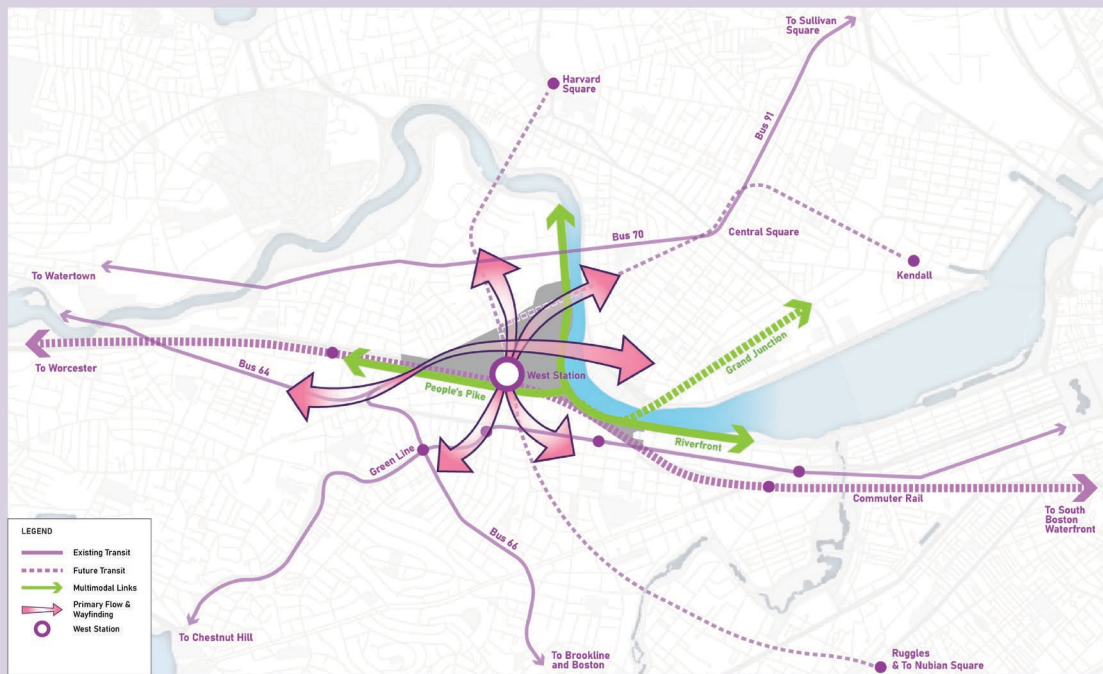 To Sullivan
Square
Harvard
Square
Bus 91
Bus 70
Central Square
Kendall
To Watertown
To Worcester
Bus 64
West Station
People's Pike
Grand Junction
Riverfront
Green Line
Commuter Rail
To South
Boston
Waterfront
Bus 66
To Chestnut Hill
To Brookline
and Boston
Ruggles
& To Nubian Square
LEGEND
Existing Transit
Future Transit
Multimodal Links
Primary Flow &
Wayfinding
West Station